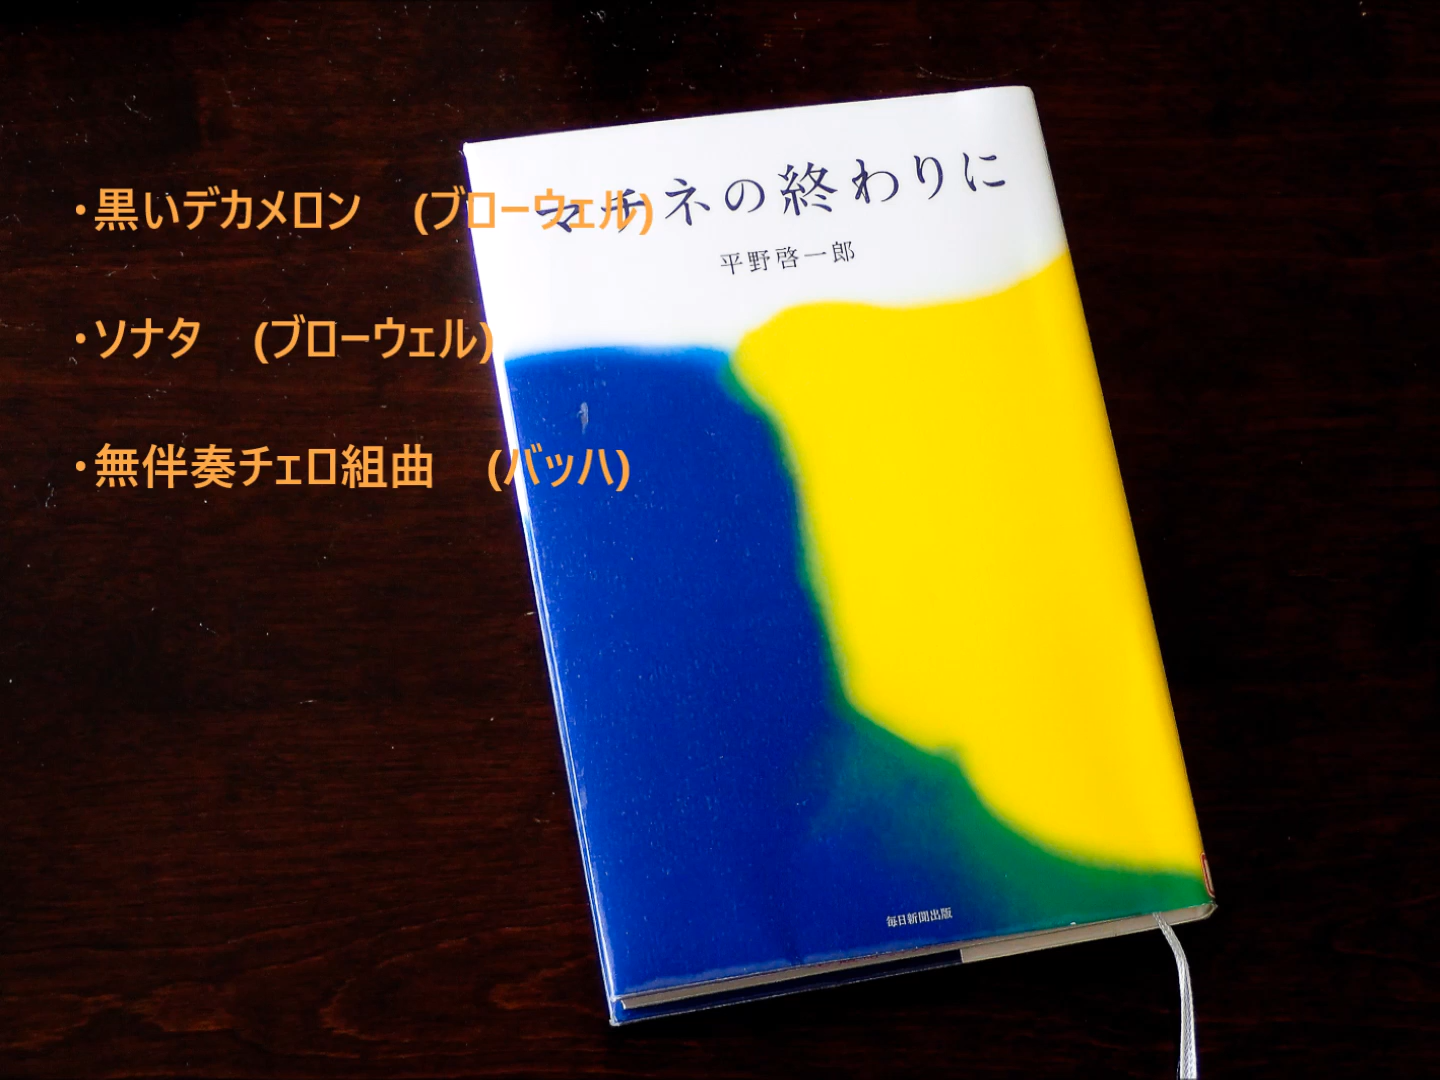 ・黒いデカメロン　(ブローウェル)
・ソナタ　(ブローウェル)
・無伴奏チェロ組曲　(バッハ)
マチネの終わりに
平野啓一郎
毎日新聞出版